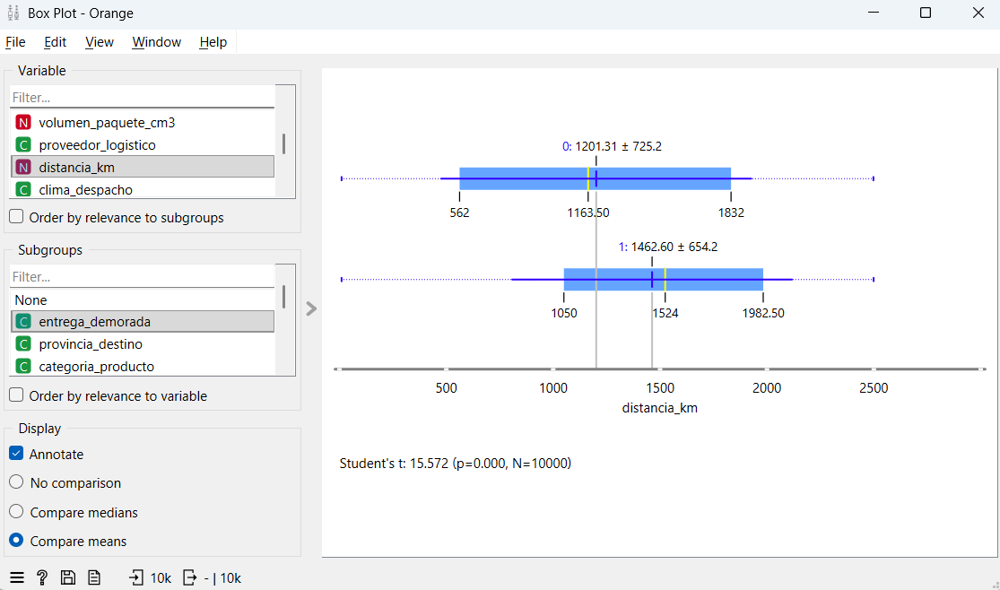 Box Plot - Orange
File Edit View Window Help
Variable
Filter...
N volumen_paquete_cm3
C proveedor_logistico
N distancia_km
C clima_despacho
Order by relevance to subgroups
Subgroups
Filter...
None
C entrega_demorada
C provincia_destino
C categoria_producto
Order by relevance to variable
Display
Annotate
No comparison
Compare medians
Compare means
0: 1201.31 ± 725.2
562 1163.50 1832
1: 1462.60 ± 654.2
1050 1524 1982.50
500 1000 1500 2000 2500
distancia_km
Student's t: 15.572 (p=0.000, N=10000)
? 10k - | 10k